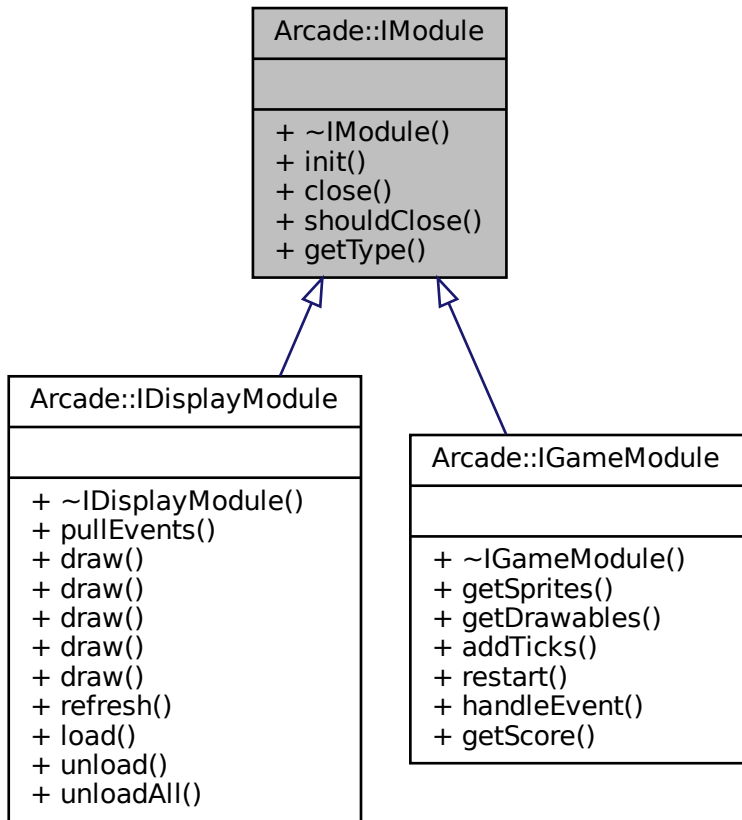 Arcade::IModule
+ ~IModule()
+ init()
+ close()
+ shouldClose()
+ getType()
Arcade::IDisplayModule
+ ~IDisplayModule()
+ pullEvents()
+ draw()
+ draw()
+ draw()
+ draw()
+ draw()
+ refresh()
+ load()
+ unload()
+ unloadAll()
Arcade::IGameModule
+ ~IGameModule()
+ getSprites()
+ getDrawables()
+ addTicks()
+ restart()
+ handleEvent()
+ getScore()